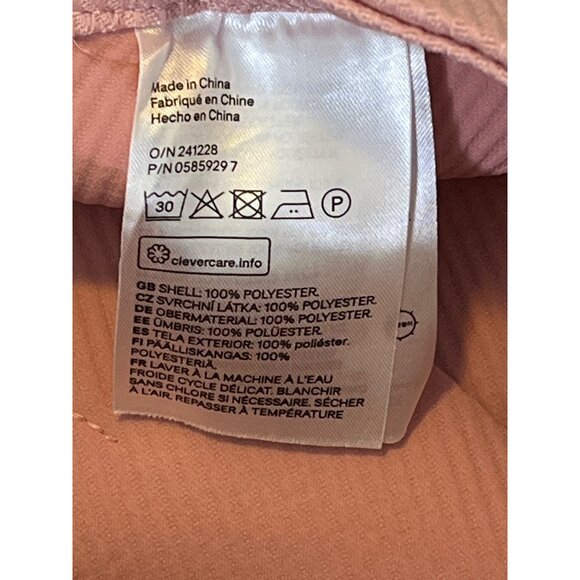 Made in China
Fabriqué en Chine
Hecho en China
O/N 241228
P/N 0585929 7
30
P
clevercare.info
GB SHELL: 100% POLYESTER.
CZ SVRCHNÍ LÁTKA: 100% POLYESTER.
DE OBERMATERIAL: 100% POLYESTER.
EE ÜMBRIS: 100% POLÜESTER.
ES TELA EXTERIOR: 100% poliéster.
FI PÄÄLLISKANGAS: 100%
POLYESTERIÄ.
FR LAVER À LA MACHINE À L'EAU
FROIDE CYCLE DÉLICAT. BLANCHIR
SANS CHLORE SI NÉCESSAIRE. SÉCHER
À L'AIR. REPASSER À TEMPÉRATURE